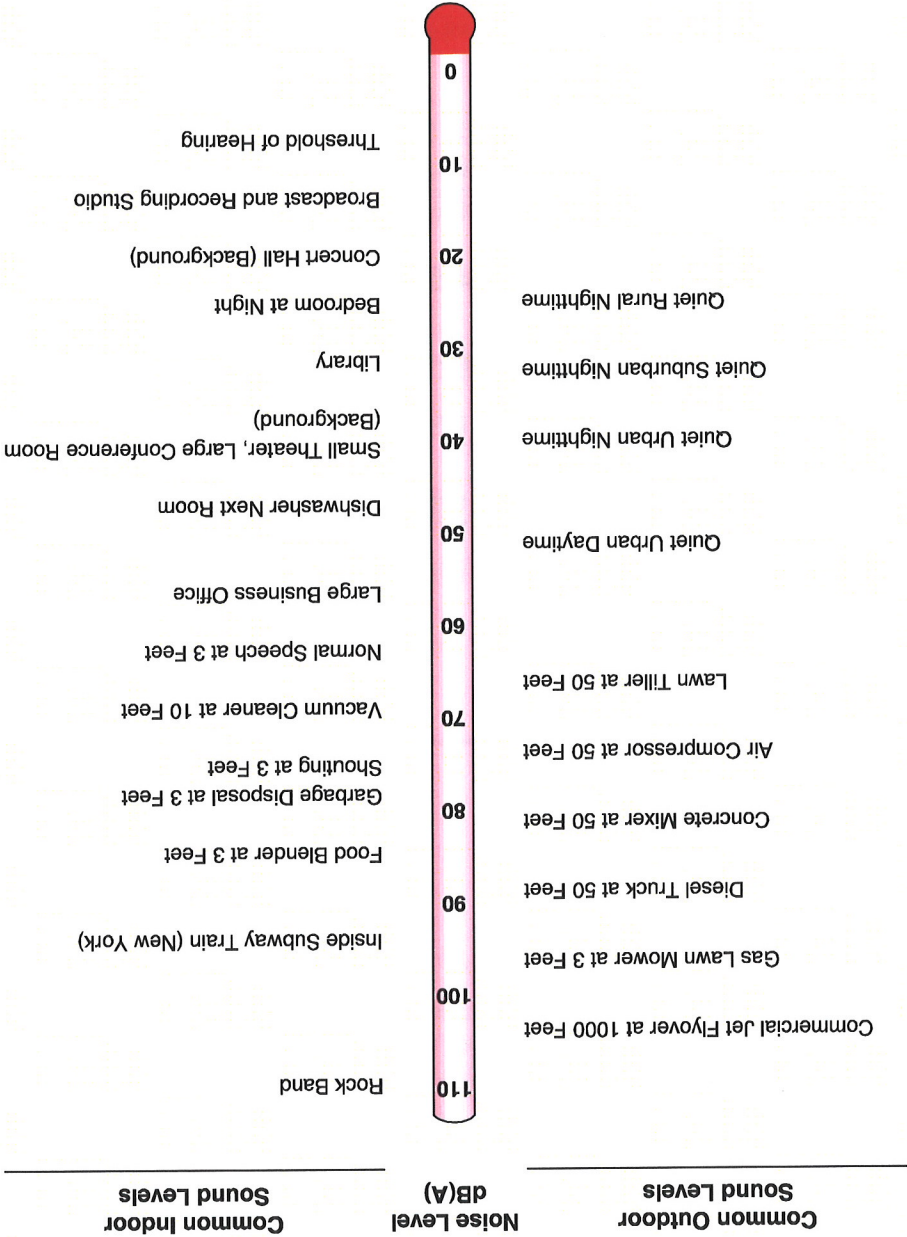 Common Outdoor
Sound Levels
Noise Level
dB(A)
Common Indoor
Sound Levels
110
Rock Band
Commercial Jet Flyover at 1000 Feet
100
Gas Lawn Mower at 3 Feet
Inside Subway Train (New York)
Diesel Truck at 50 Feet
90
Food Blender at 3 Feet
Concrete Mixer at 50 Feet
80
Garbage Disposal at 3 Feet
Shouting at 3 Feet
Air Compressor at 50 Feet
70
Vacuum Cleaner at 10 Feet
Lawn Tiller at 50 Feet
Normal Speech at 3 Feet
60
Large Business Office
Quiet Urban Daytime
50
Dishwasher Next Room
Quiet Urban Nighttime
40
Small Theater, Large Conference Room
(Background)
Quiet Suburban Nighttime
Library
30
Quiet Rural Nighttime
Bedroom at Night
20
Concert Hall (Background)
Broadcast and Recording Studio
10
Threshold of Hearing
0